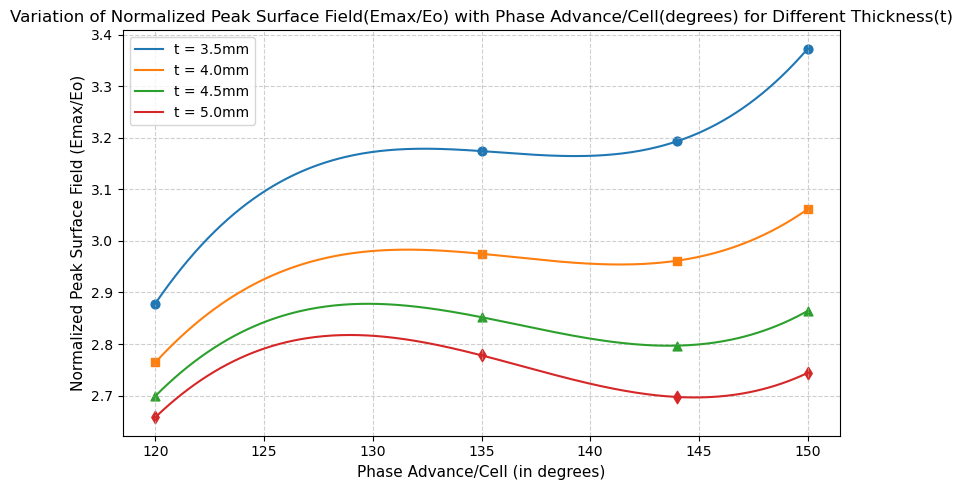 Variation of Normalized Peak Surface Field(Emax/Eo) with Phase Advance/Cell(degrees) for Different Thickness(t)
t = 3.5mm
t = 4.0mm
t = 4.5mm
t = 5.0mm
Normalized Peak Surface Field (Emax/Eo)
3.4
3.3
3.2
3.1
3.0
2.9
2.8
2.7
120 125 130 135 140 145 150
Phase Advance/Cell (in degrees)